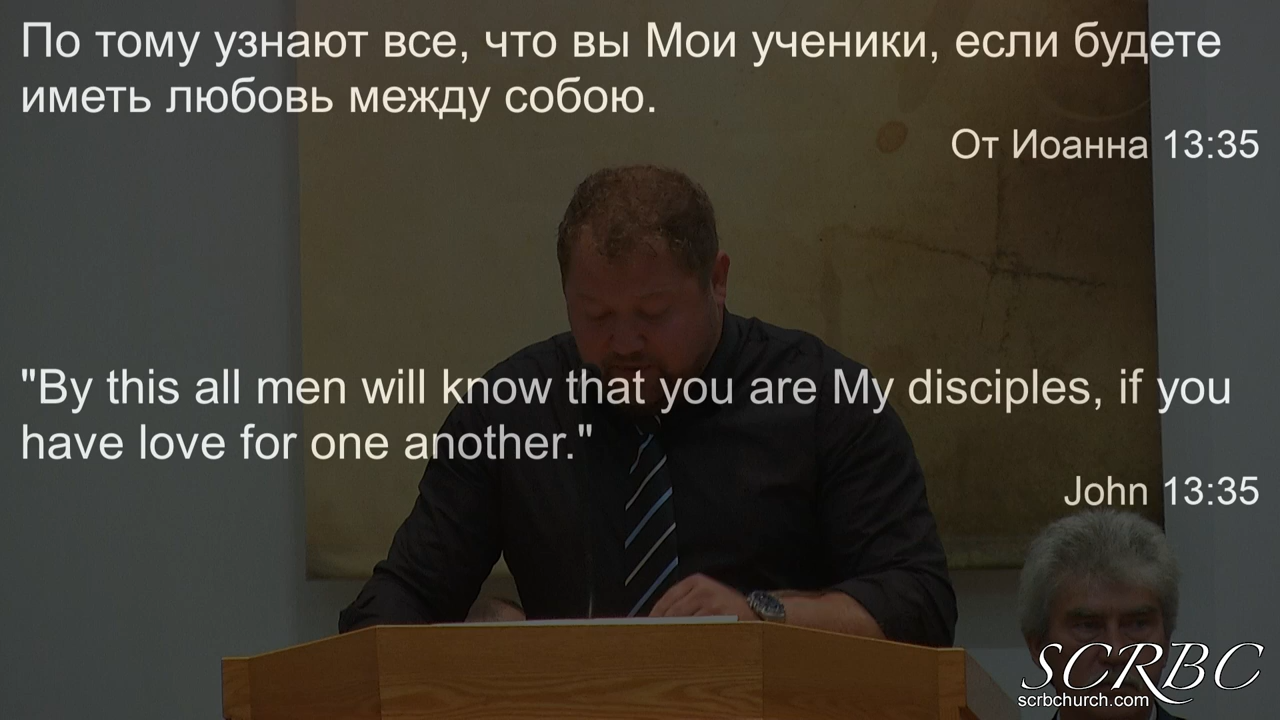 По тому узнают все, что вы Мои ученики, если будете
иметь любовь между собою.
От Иоанна 13:35
"By this all men will know that you are My disciples, if you
have love for one another."
John 13:35
SCRBC
scrbchurch.com